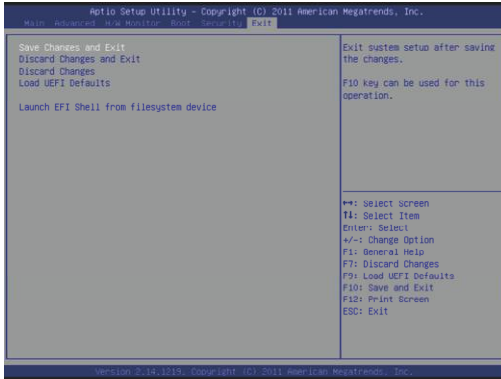 Aptio Setup Utility - Copyright (C) 2011 American Megatrends, Inc.
Main Advanced H/W Monitor Boot Security Exit
Save Changes and Exit
Discard Changes and Exit
Discard Changes
Load UEFI Defaults
Launch EFI Shell from filesystem device
Exit system setup after saving
the changes.
F10 key can be used for this
operation.
↔: Select Screen
↑↓: Select Item
Enter: Select
+/-: Change Option
F1: General Help
F7: Discard Changes
F9: Load UEFI Defaults
F10: Save and Exit
F12: Print Screen
ESC: Exit
Version 2.14.1219. Copyright (C) 2011 American Megatrends, Inc.